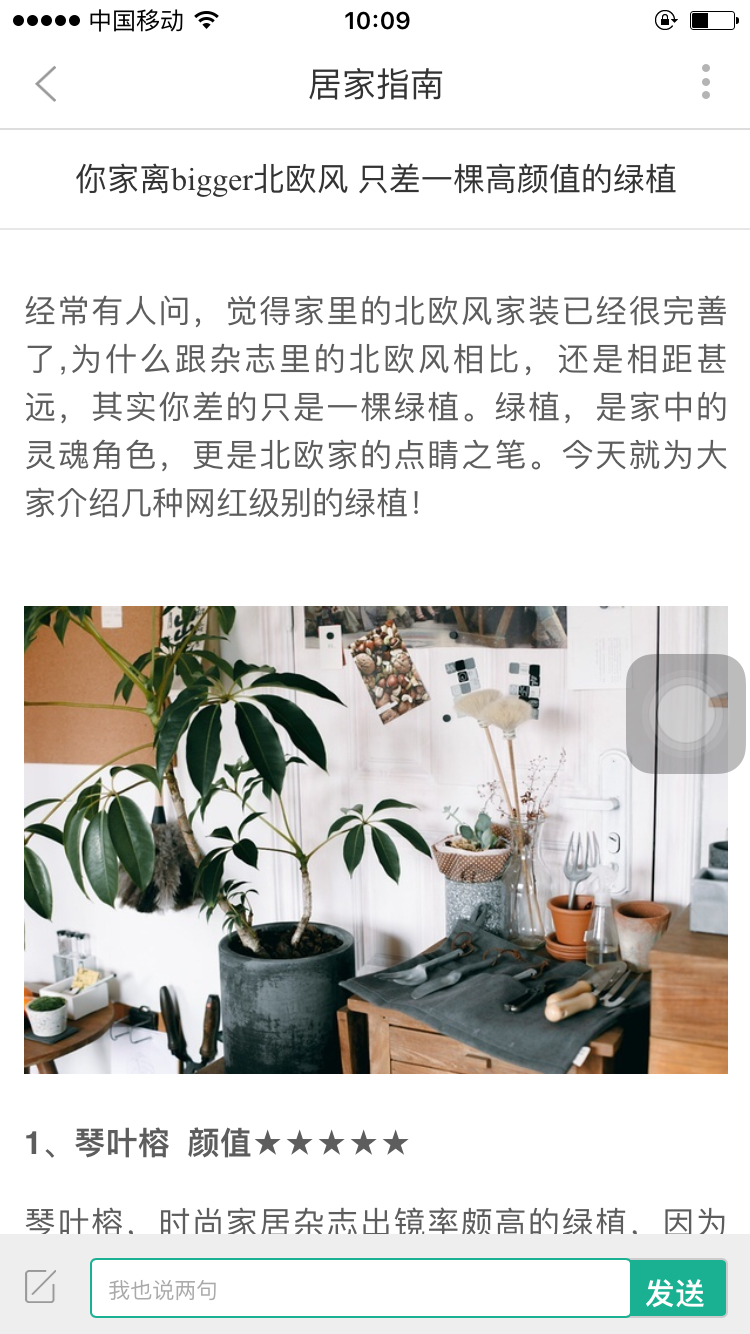 中国移动 10:09
居家指南
你家离bigger北欧风 只差一棵高颜值的绿植
经常有人问，觉得家里的北欧风家装已经很完善
了,为什么跟杂志里的北欧风相比，还是相距甚
远，其实你差的只是一棵绿植。绿植，是家中的
灵魂角色，更是北欧家的点睛之笔。今天就为大
家介绍几种网红级别的绿植！
1、琴叶榕 颜值★★★★★
琴叶榕，时尚家居杂志出镜率颇高的绿植，因为
我也说两句
发送